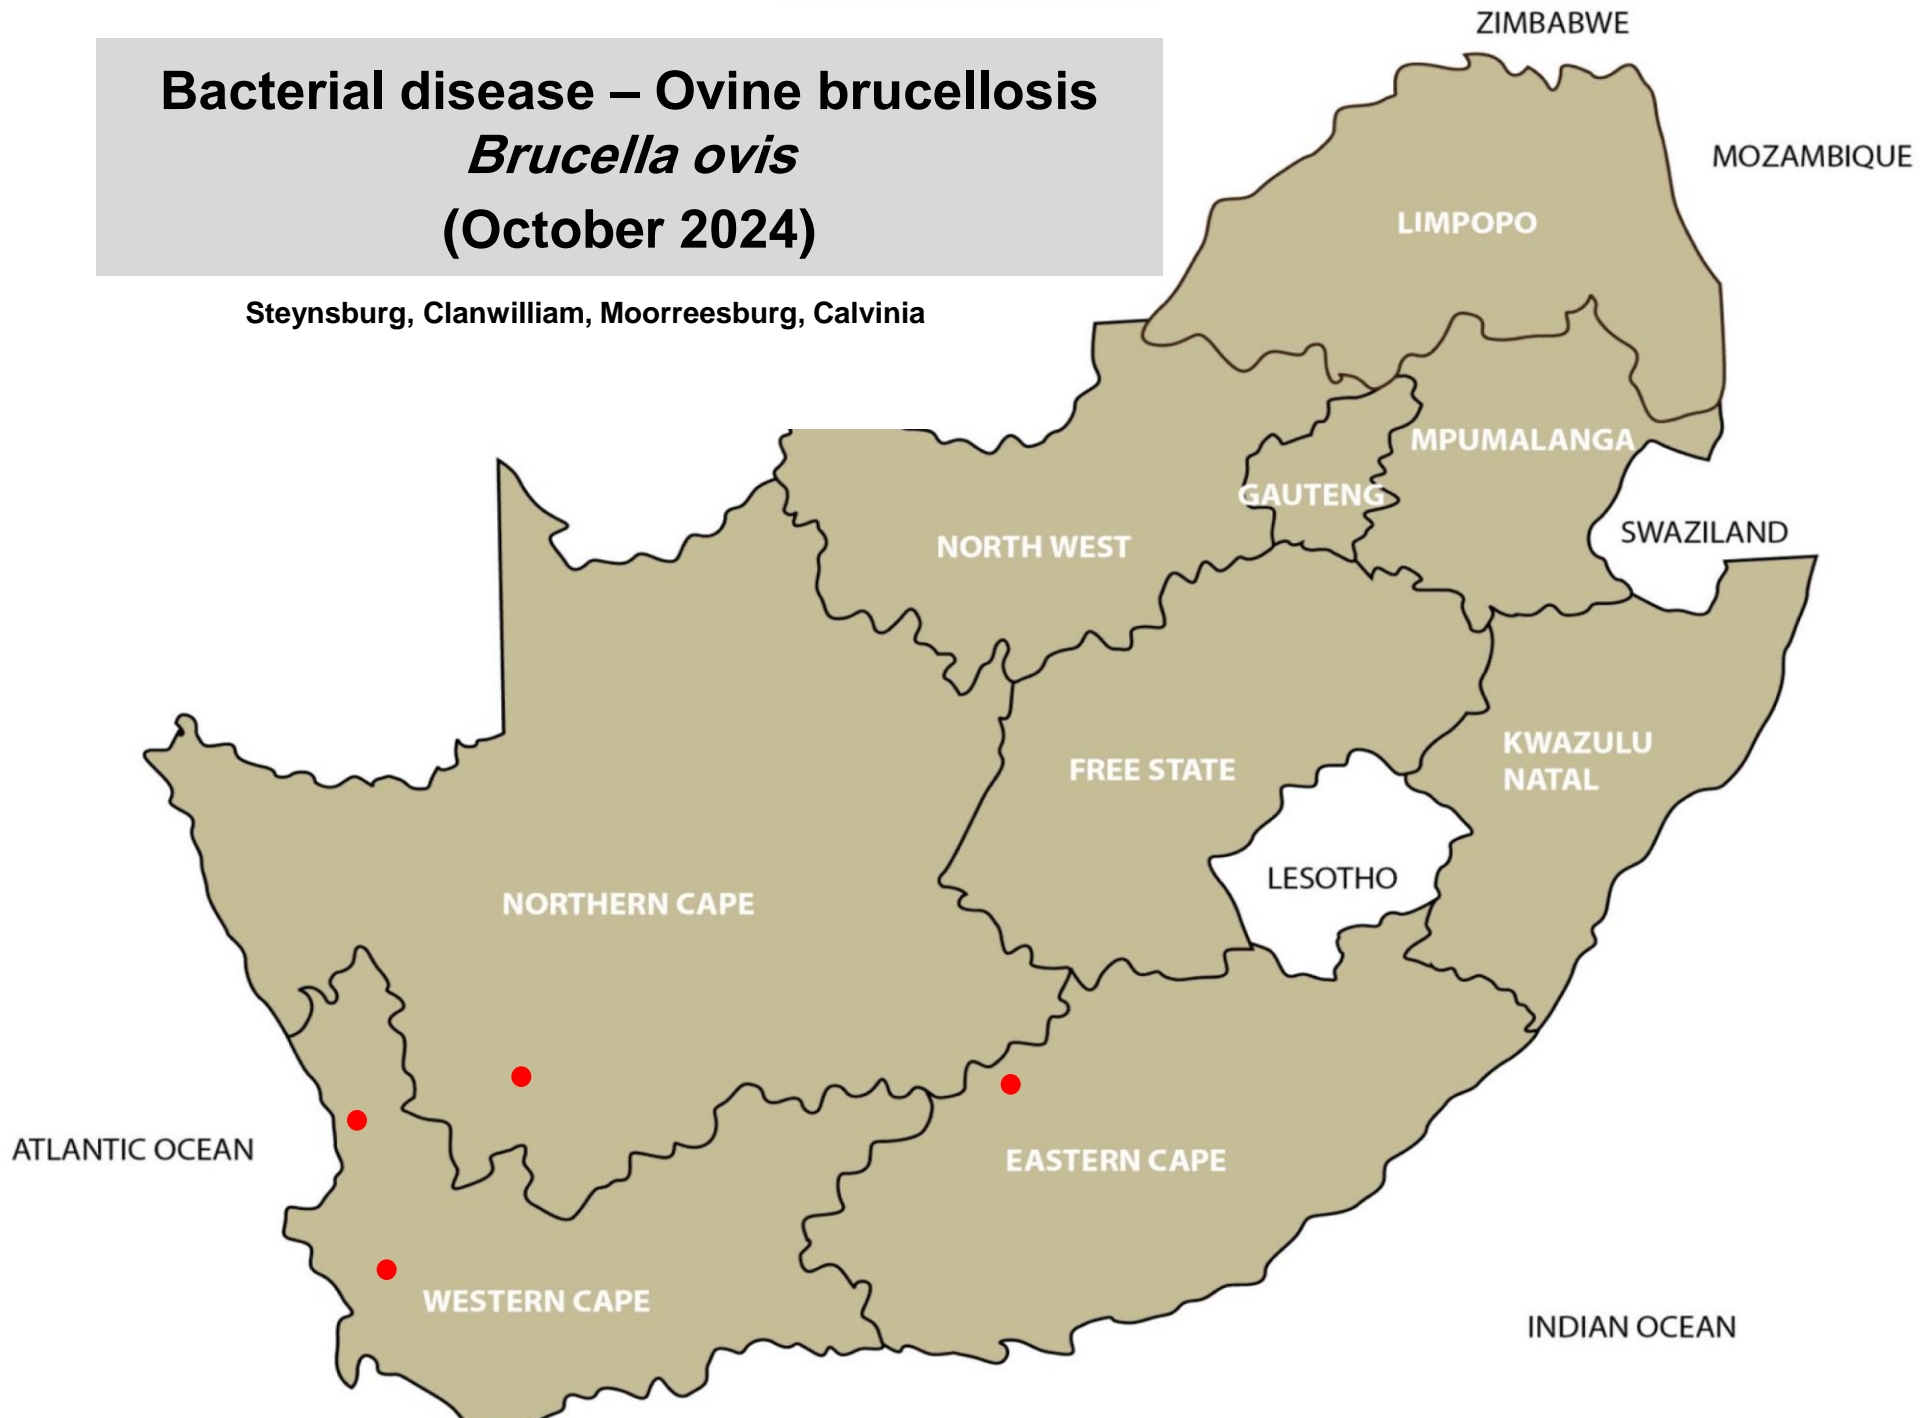 ZIMBABWE
Bacterial disease – Ovine brucellosis
Brucella ovis
(October 2024)
MOZAMBIQUE
LIMPOPO
Steynsburg, Clanwilliam, Moorreesburg, Calvinia
MPUMALANGA
GAUTENG
SWAZILAND
NORTH WEST
KWAZULU
NATAL
FREE STATE
LESOTHO
NORTHERN CAPE
ATLANTIC OCEAN
EASTERN CAPE
WESTERN CAPE
INDIAN OCEAN